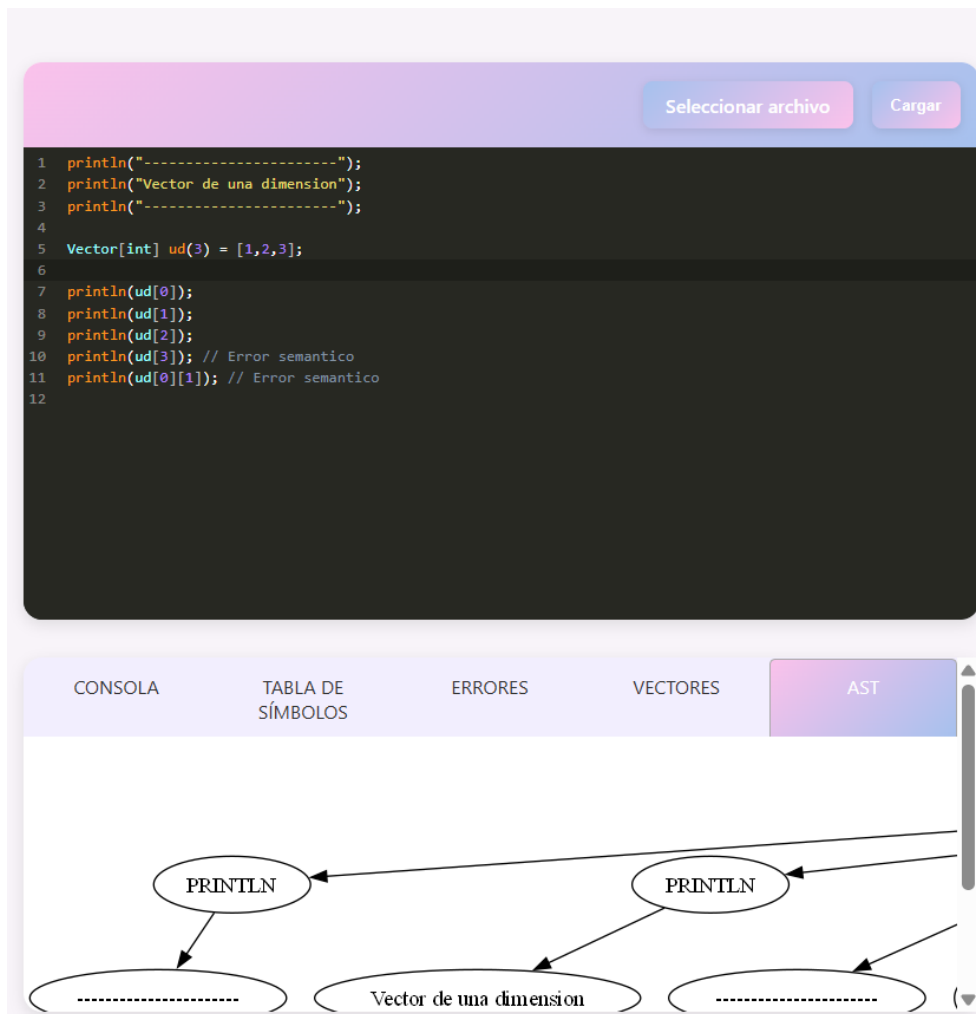 Seleccionar archivo
Cargar
1 println("-----------------------");
2 println("Vector de una dimension");
3 println("-----------------------");
4
5 Vector[int] ud(3) = [1,2,3];
6
7 println(ud[0]);
8 println(ud[1]);
9 println(ud[2]);
10 println(ud[3]); // Error semantico
11 println(ud[0][1]); // Error semantico
12
CONSOLA
TABLA DE
SÍMBOLOS
ERRORES
VECTORES
AST
PRINTLN
PRINTLN
-----------------------
Vector de una dimension
-----------------------